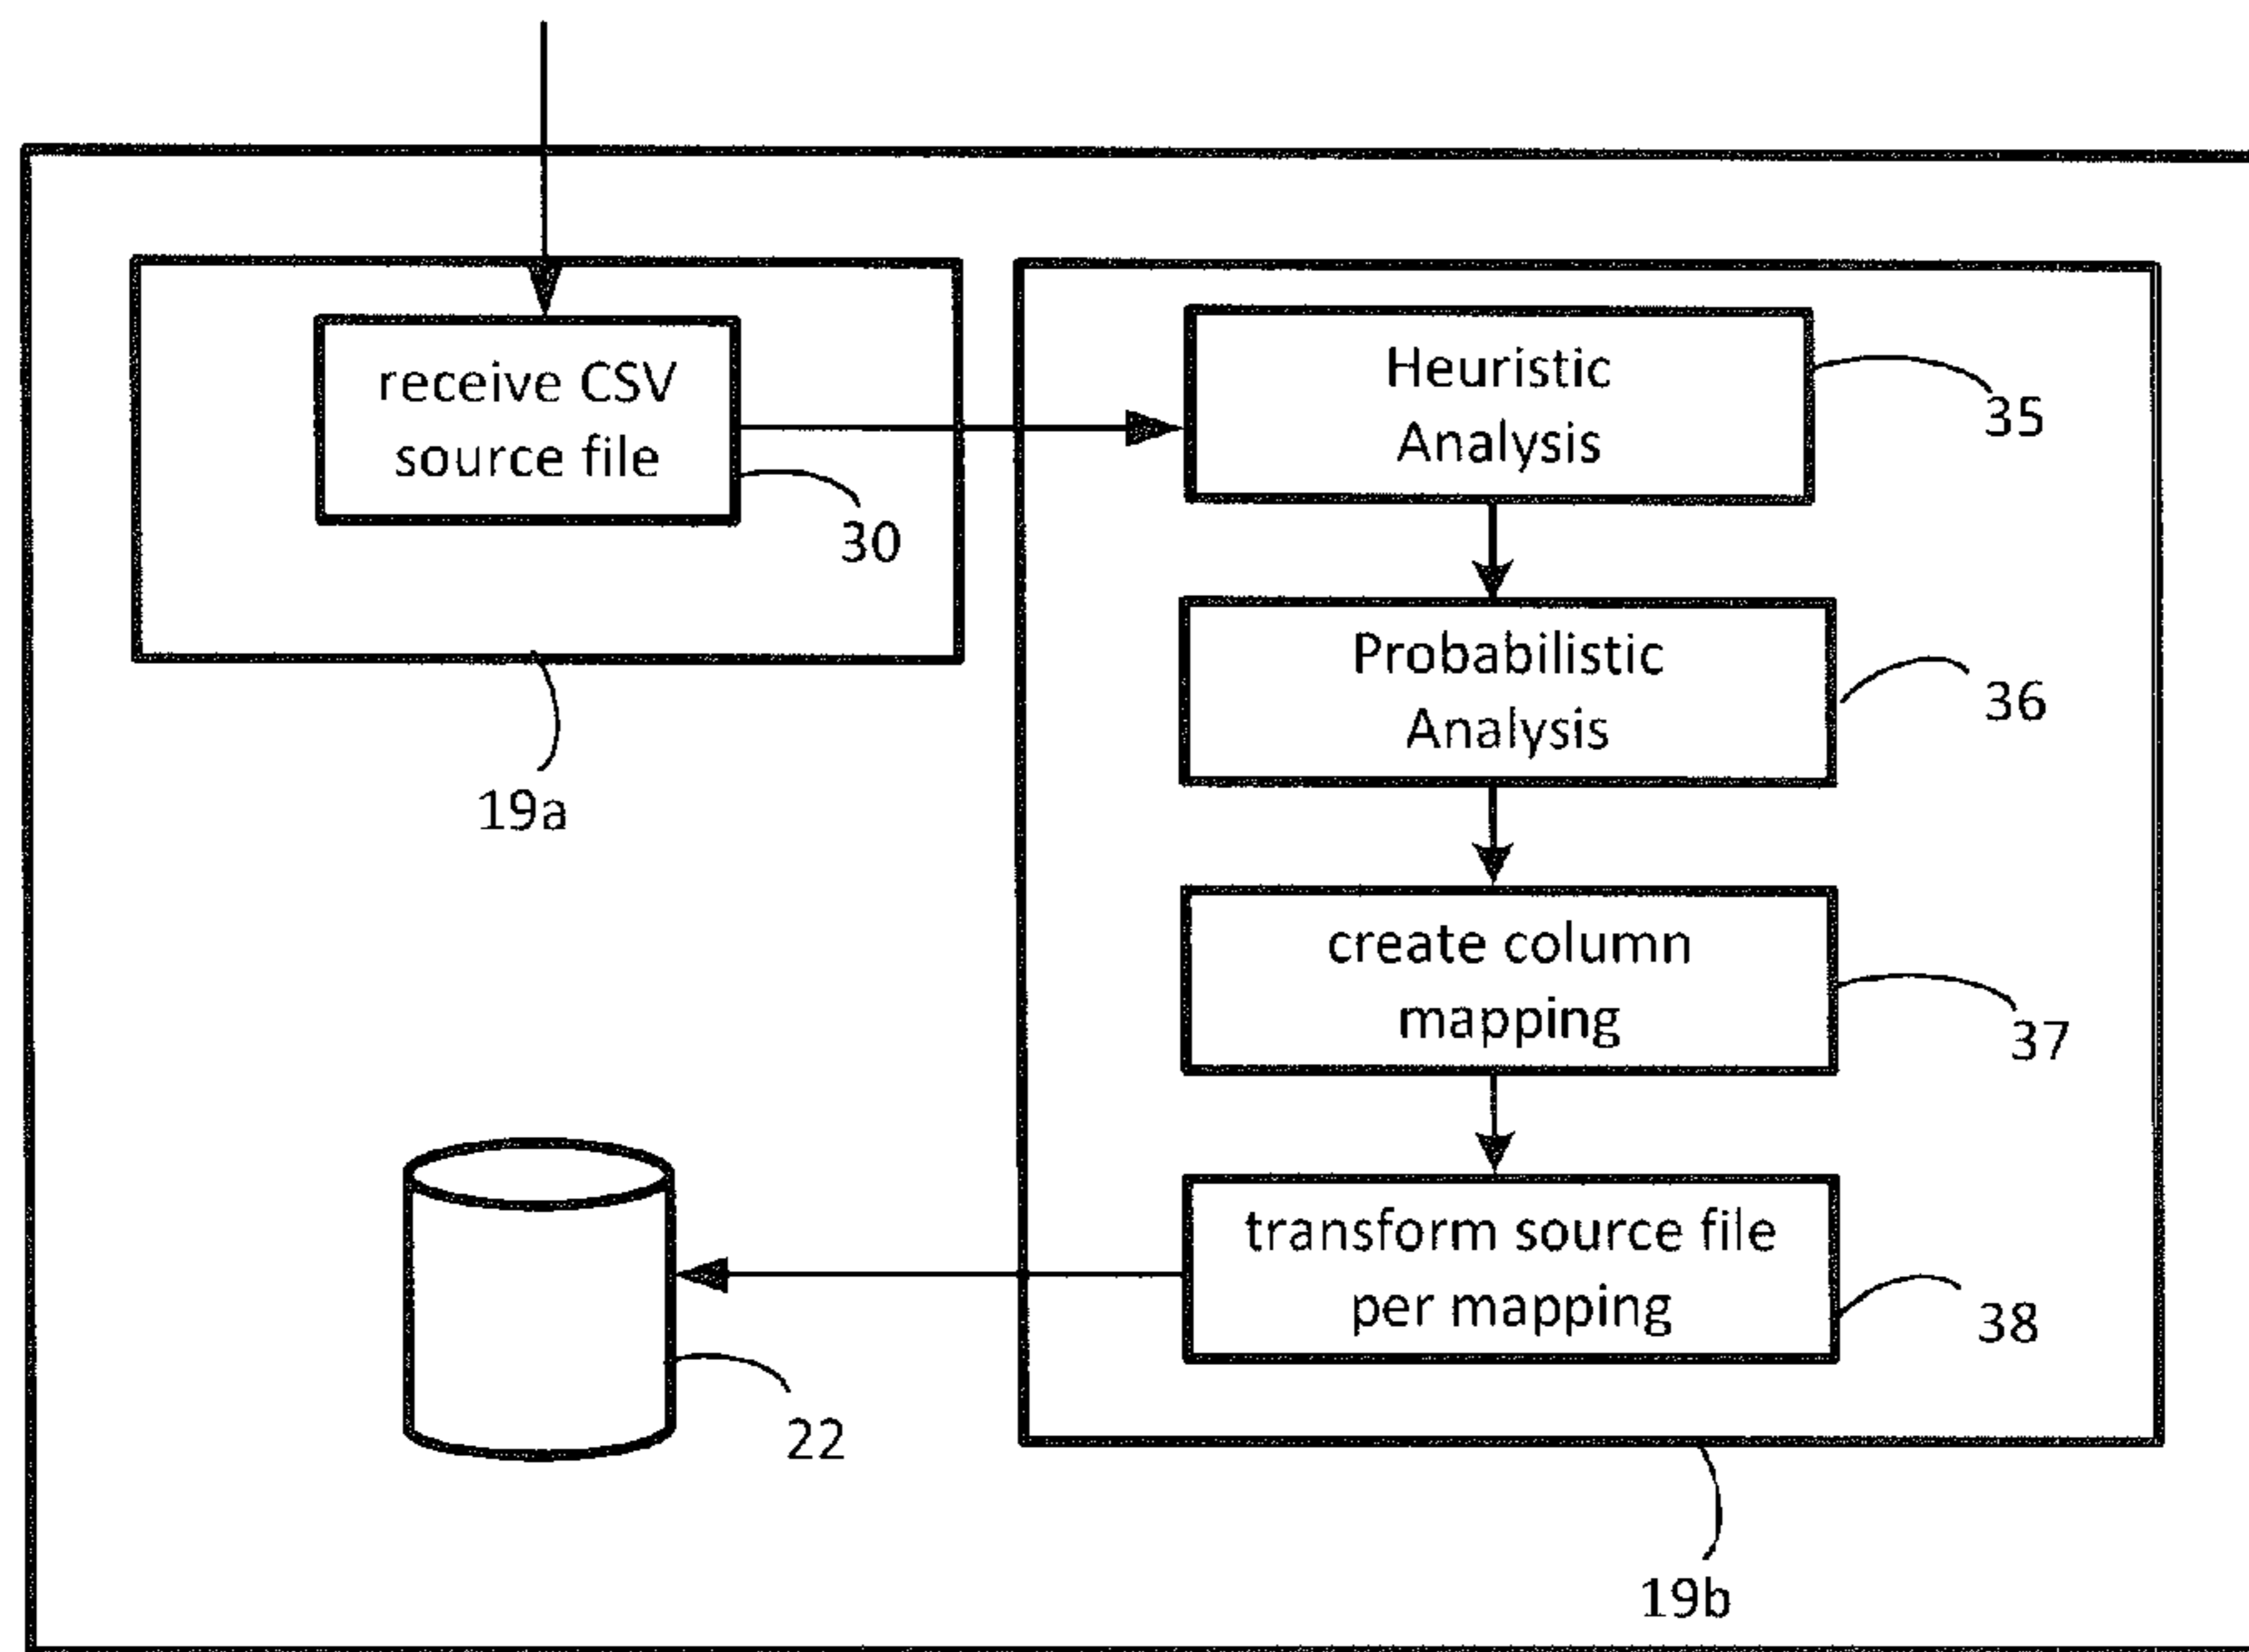 receive CSV
source file
30
19a
Heuristic
Analysis
35
Probabilistic
Analysis
36
create column
mapping
37
transform source file
per mapping
38
22
19b